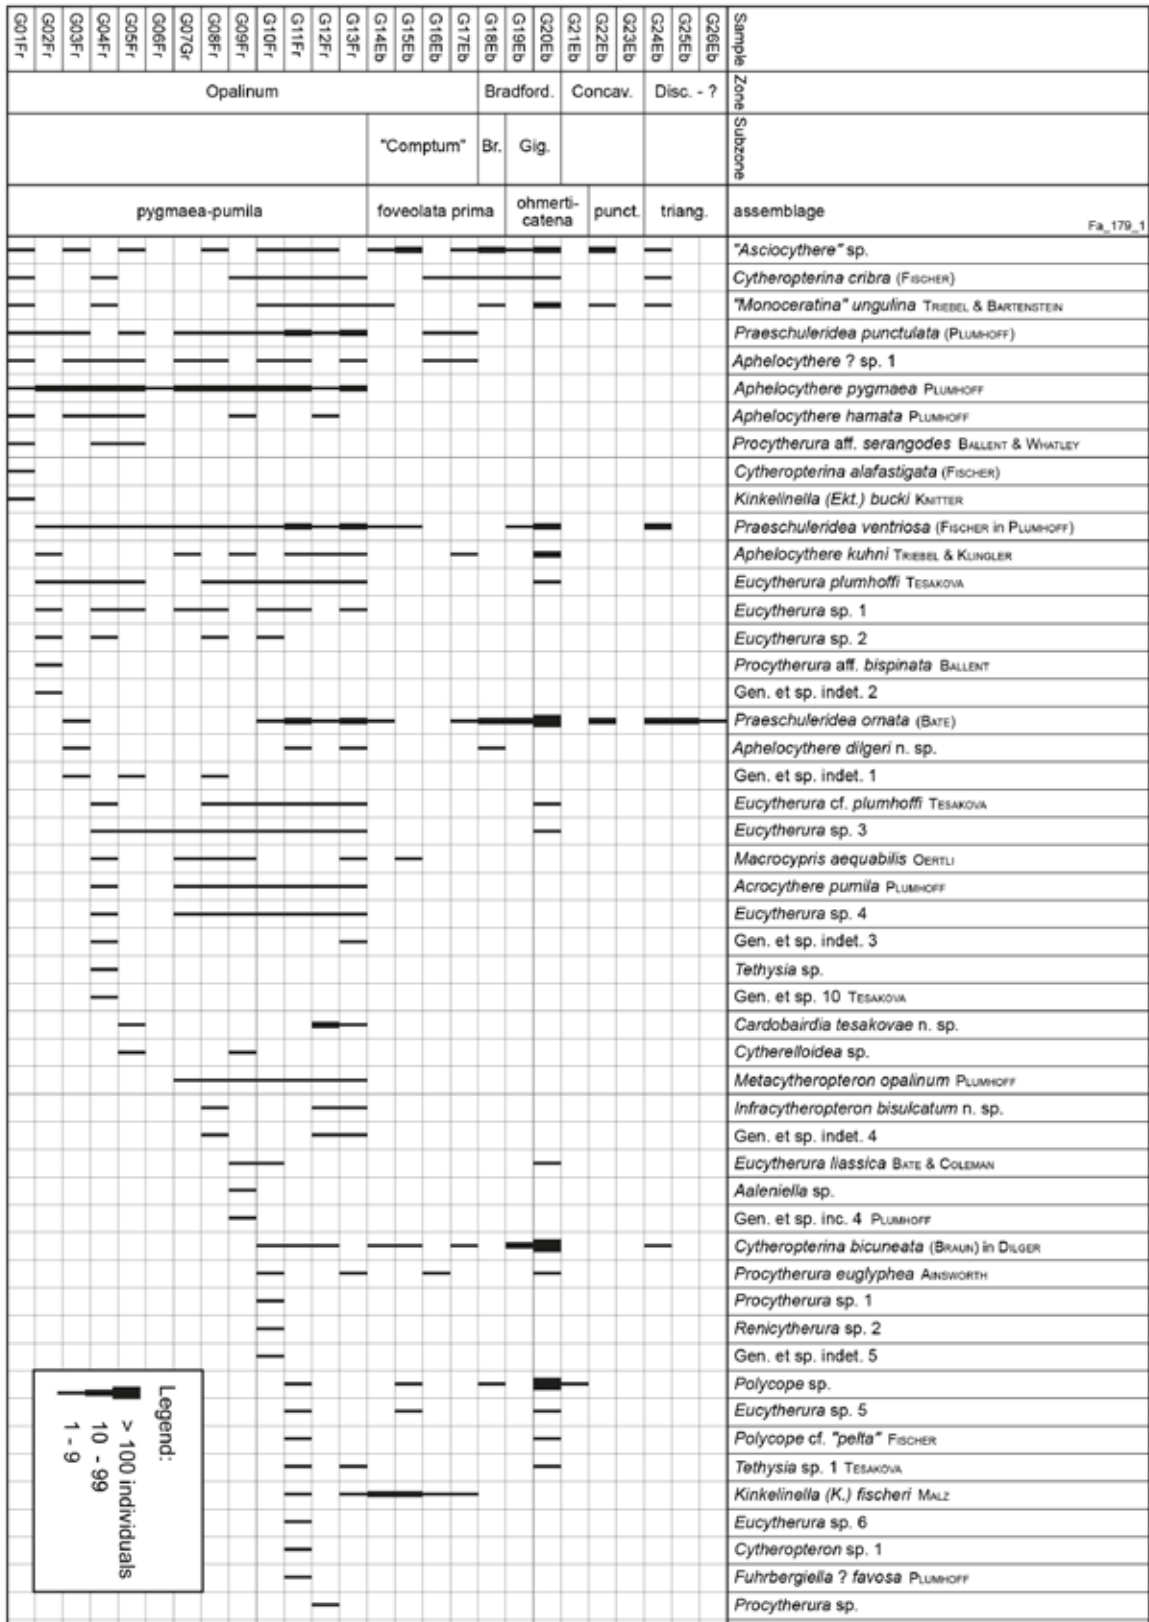 G01Fr
G02Fr
G03Fr
G04Fr
G05Fr
G06Fr
G07Gr
G08Fr
G09Fr
G10Fr
G11Fr
G12Fr
G13Fr
G14Eb
G15Eb
G16Eb
G17Eb
G18Eb
G19Eb
G20Eb
G21Eb
G22Eb
G23Eb
G24Eb
G25Eb
G26Eb
Sample
Opalinum Bradford. Concav. Disc. - ? Zone
"Comptum" Br. Gig. Subzone
pygmaea-pumila foveolata prima ohmerti-
catena punct. triang. assemblage
Fa_179_1
"Asciocythere" sp.
Cytheropterina cribra (FISCHER)
"Monoceratina" ungulina TRIEBEL & BARTENSTEIN
Praeschuleridea punctulata (PLUMHOFF)
Aphelocythere ? sp. 1
Aphelocythere pygmaea PLUMHOFF
Aphelocythere hamata PLUMHOFF
Procytherura aff. serangodes BALLENT & WHATLEY
Cytheropterina alafastigata (FISCHER)
Kinkelinella (Ekt.) bucki KNITTER
Praeschuleridea ventriosa (FISCHER in PLUMHOFF)
Aphelocythere kuhni TRIEBEL & KLINGLER
Eucytherura plumhoffi TESAKOVA
Eucytherura sp. 1
Eucytherura sp. 2
Procytherura aff. bispinata BALLENT
Gen. et sp. indet. 2
Praeschuleridea ornata (BATE)
Aphelocythere dilgeri n. sp.
Gen. et sp. indet. 1
Eucytherura cf. plumhoffi TESAKOVA
Eucytherura sp. 3
Macrocypris aequabilis OERTLI
Acrocythere pumila PLUMHOFF
Eucytherura sp. 4
Gen. et sp. indet. 3
Tethysia sp.
Gen. et sp. 10 TESAKOVA
Cardobairdia tesakovae n. sp.
Cytherelloidea sp.
Metacytheropteron opalinum PLUMHOFF
Infracytheropteron bisulcatum n. sp.
Gen. et sp. indet. 4
Eucytherura liassica BATE & COLEMAN
Aaleniella sp.
Gen. et sp. inc. 4 PLUMHOFF
Cytheropterina bicuneata (BRAUN) in DILGER
Procytherura euglyphea AINSWORTH
Procytherura sp. 1
Renicytherura sp. 2
Gen. et sp. indet. 5
Polycope sp.
Eucytherura sp. 5
Polycope cf. "pelta" FISCHER
Tethysia sp. 1 TESAKOVA
Kinkelinella (K.) fischeri MALZ
Eucytherura sp. 6
Cytheropteron sp. 1
Fuhrbergiella ? favosa PLUMHOFF
Procytherura sp.
Legend:
> 100 individuals
10 - 99
1 - 9